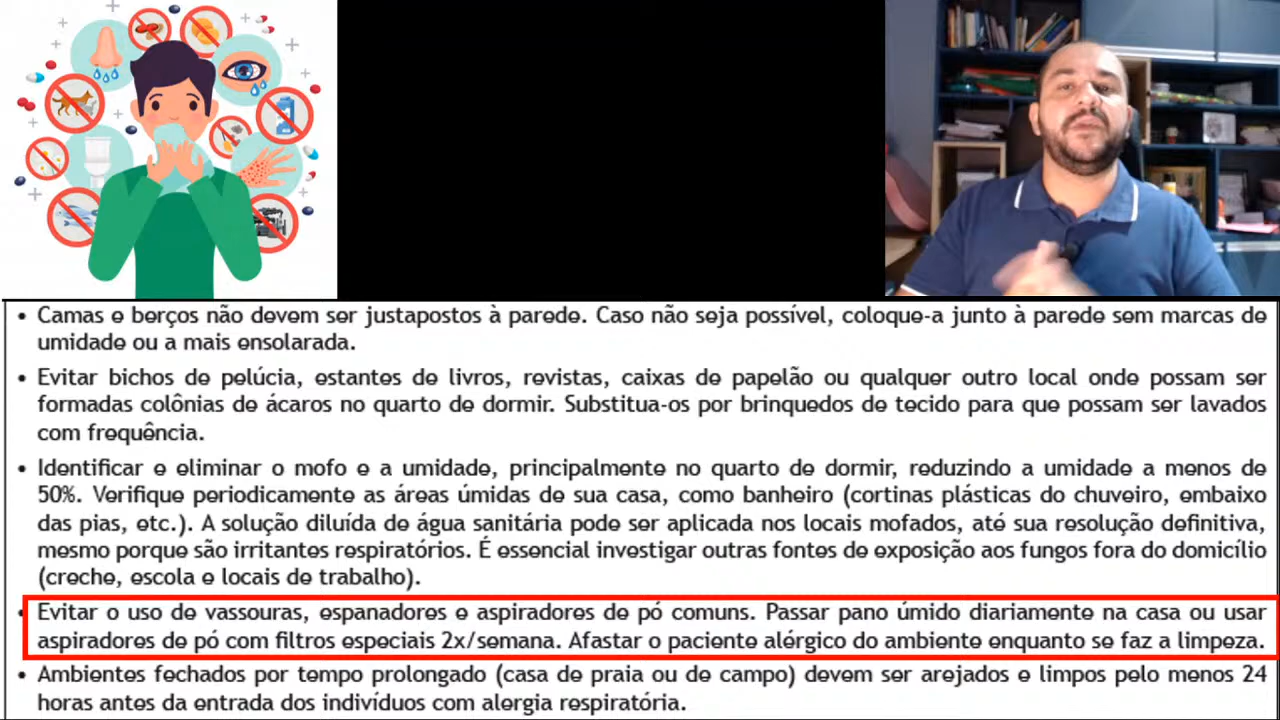 • Camas e berços não devem ser justapostos à parede. Caso não seja possível, coloque-a junto à parede sem marcas de
umidade ou a mais ensolarada.
• Evitar bichos de pelúcia, estantes de livros, revistas, caixas de papelão ou qualquer outro local onde possam ser
formadas colônias de ácaros no quarto de dormir. Substitua-os por brinquedos de tecido para que possam ser lavados
com frequência.
• Identificar e eliminar o mofo e a umidade, principalmente no quarto de dormir, reduzindo a umidade a menos de
50%. Verifique periodicamente as áreas úmidas de sua casa, como banheiro (cortinas plásticas do chuveiro, embaixo
das pias, etc.). A solução diluída de água sanitária pode ser aplicada nos locais mofados, até sua resolução definitiva,
mesmo porque são irritantes respiratórios. É essencial investigar outras fontes de exposição aos fungos fora do domicílio
(creche, escola e locais de trabalho).
• Evitar o uso de vassouras, espanadores e aspiradores de pó comuns. Passar pano úmido diariamente na casa ou usar
aspiradores de pó com filtros especiais 2x/semana. Afastar o paciente alérgico do ambiente enquanto se faz a limpeza.
• Ambientes fechados por tempo prolongado (casa de praia ou de campo) devem ser arejados e limpos pelo menos 24
horas antes da entrada dos indivíduos com alergia respiratória.